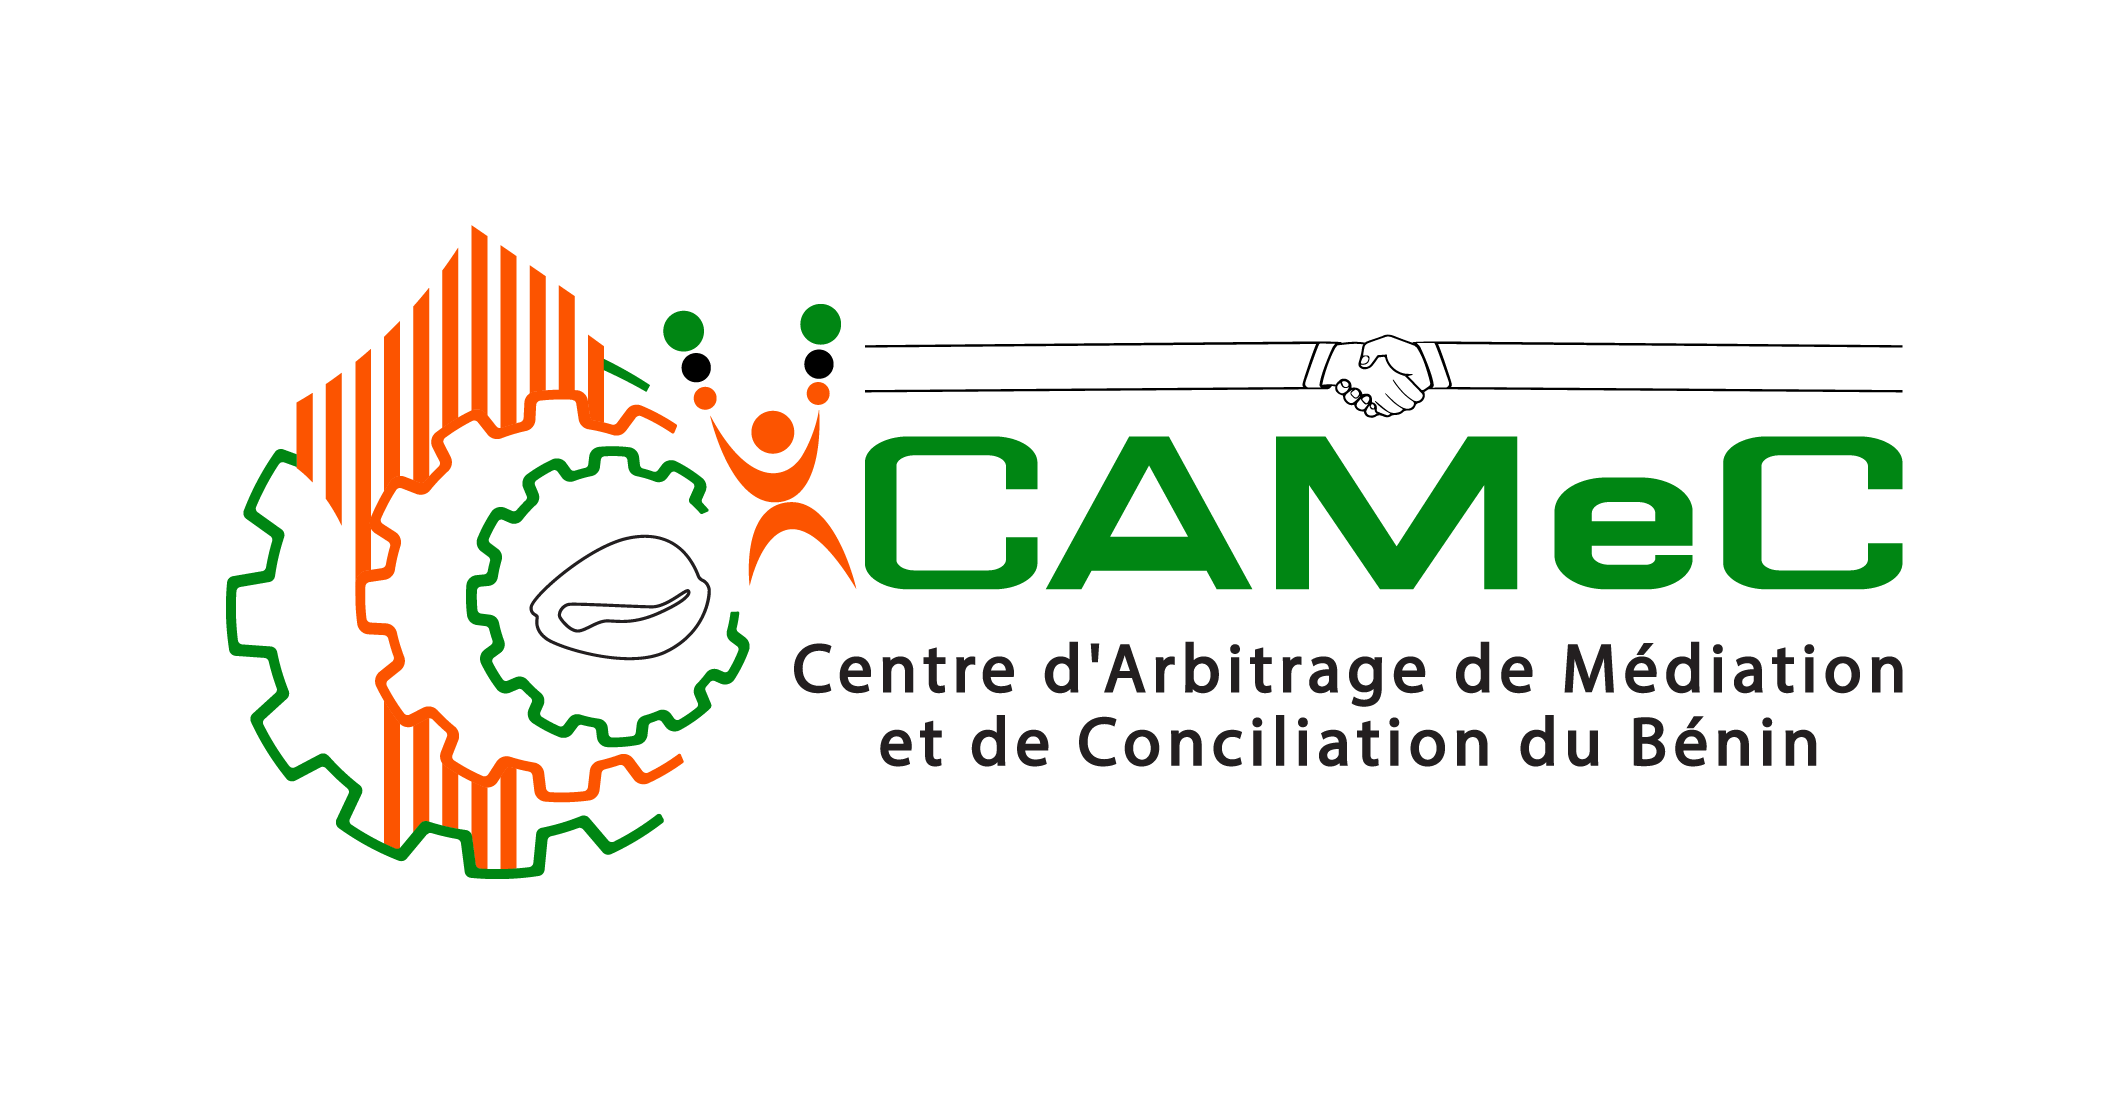 CAMeC
Centre d'Arbitrage de Médiation
et de Conciliation du Bénin